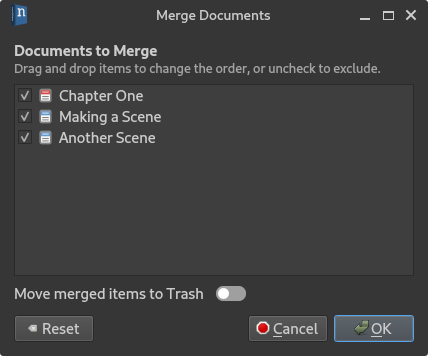 Merge Documents
Documents to Merge
Drag and drop items to change the order, or uncheck to exclude.
Chapter One
Making a Scene
Another Scene
Move merged items to Trash
Reset
Cancel
OK